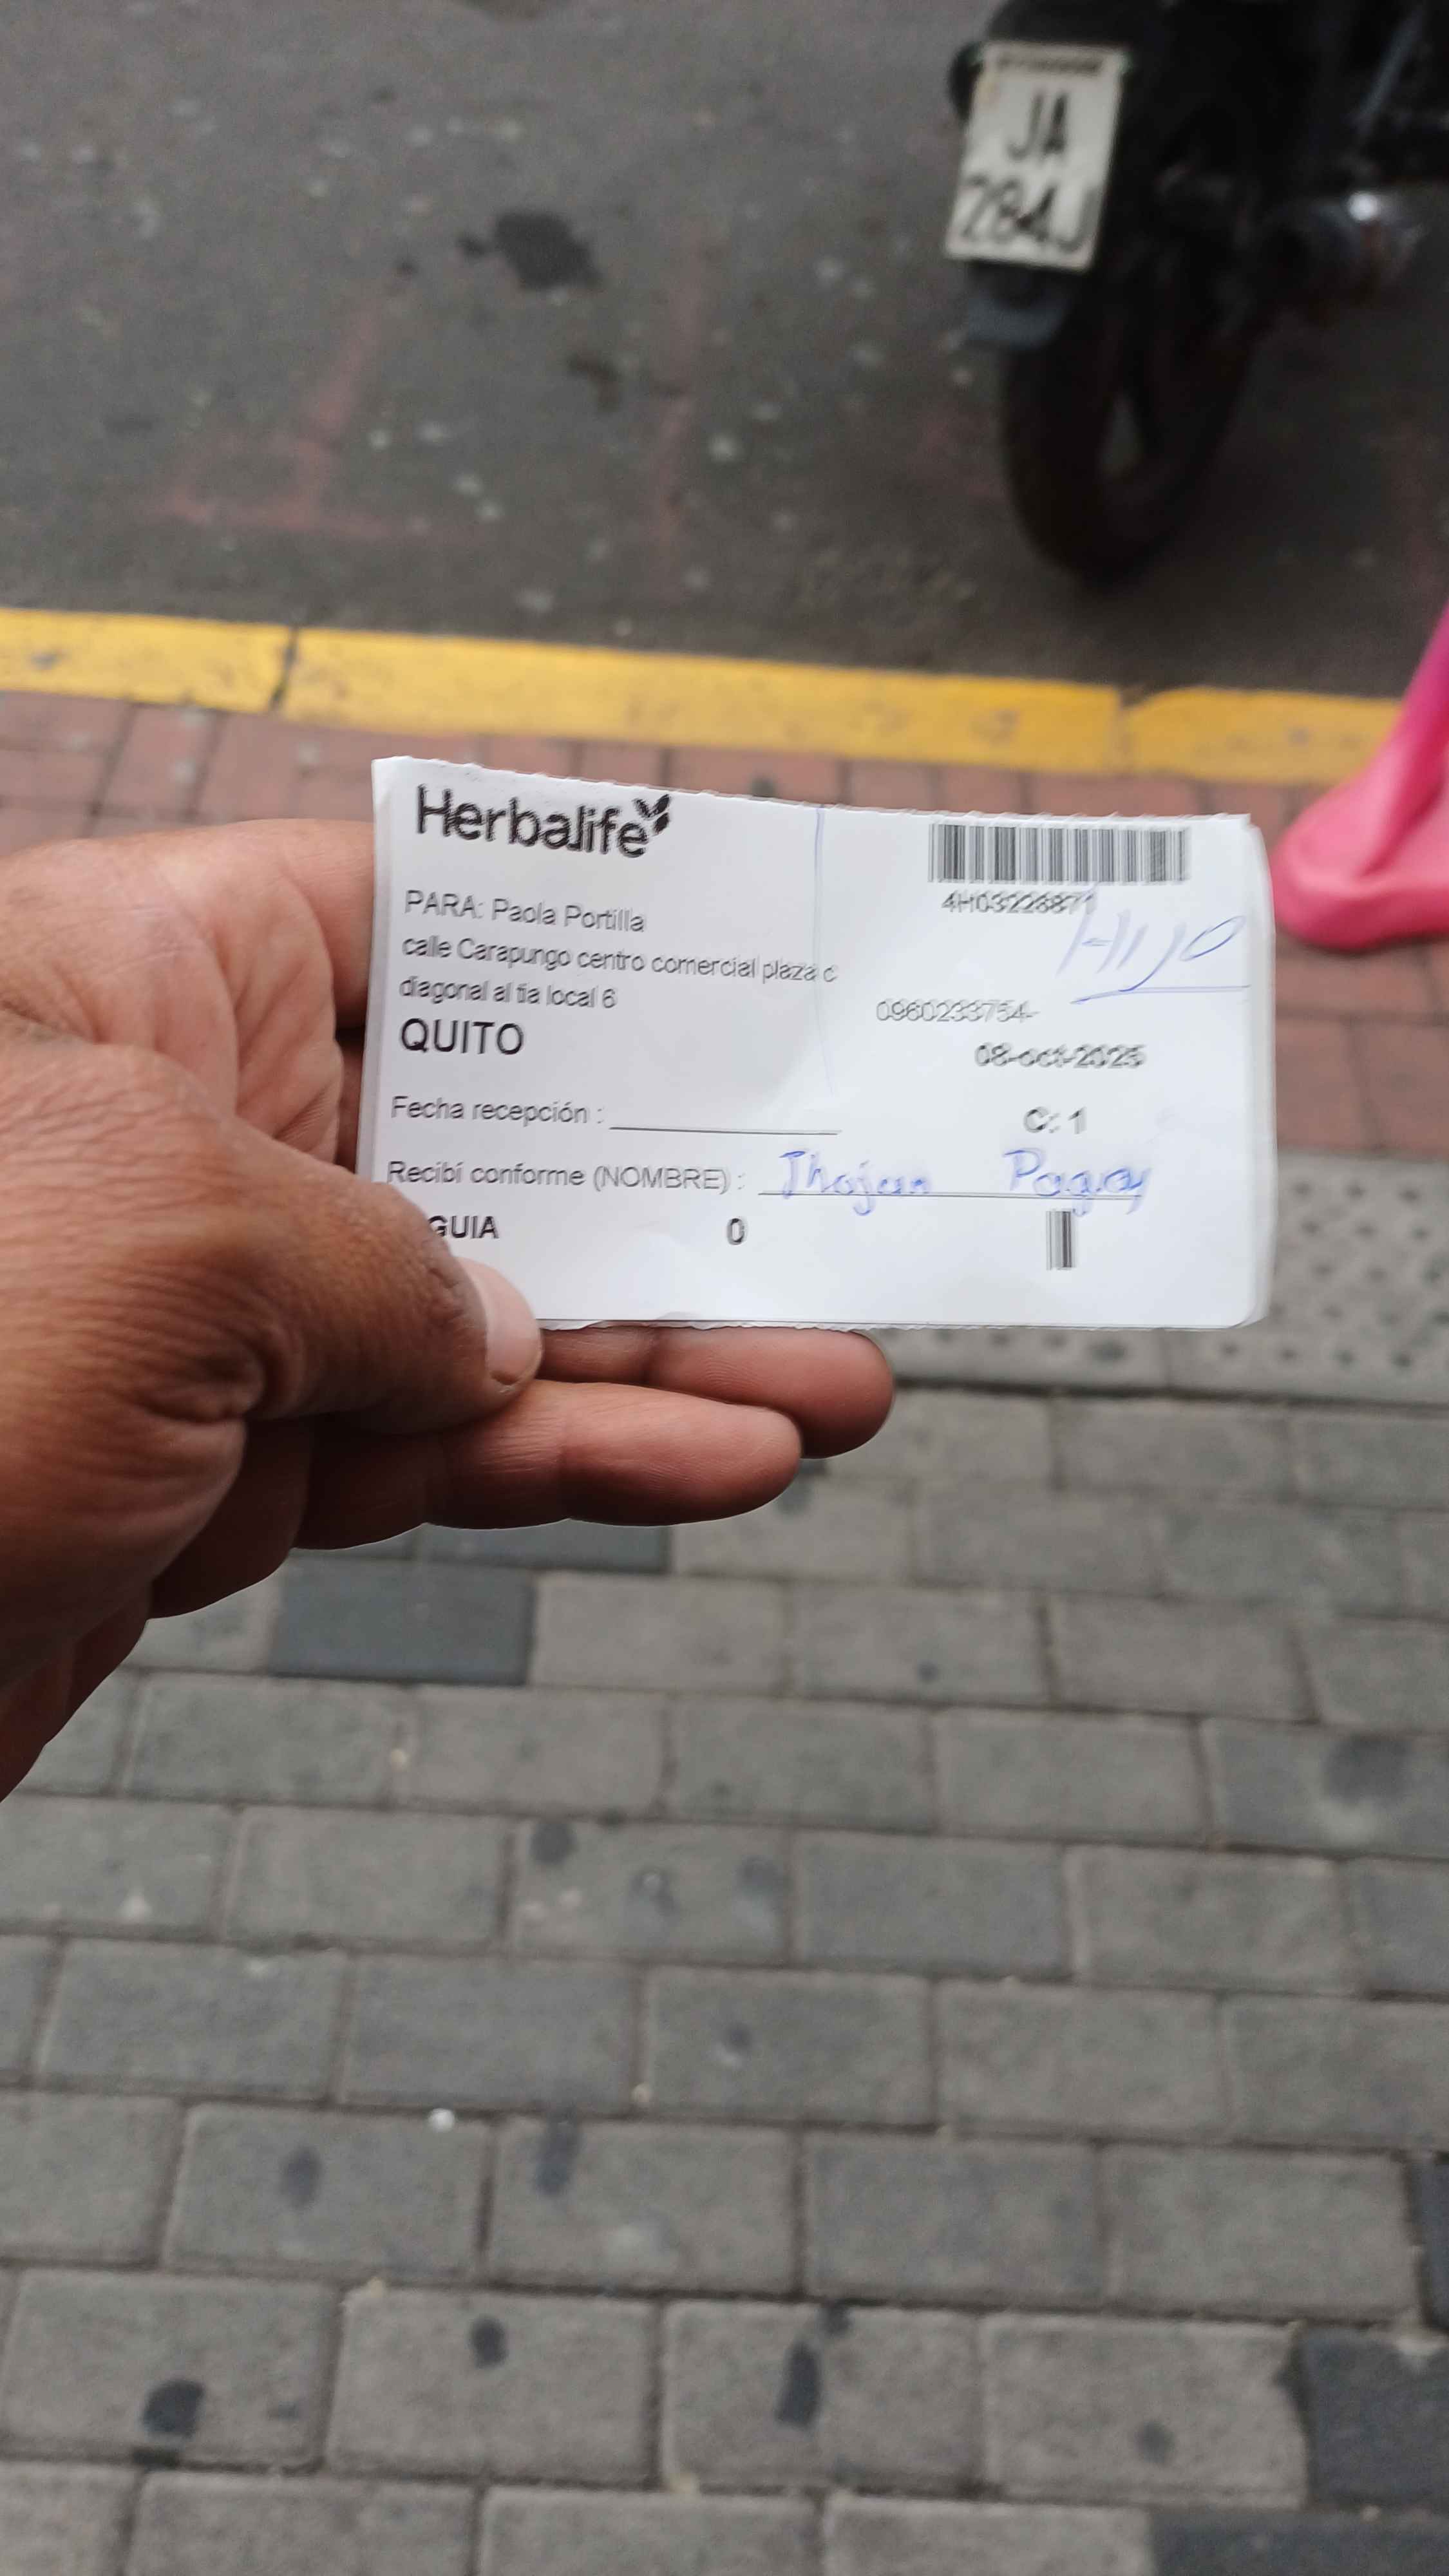 JA
284J
Herbalife
4H03228871
HIJO
PARA: Paola Portilla
calle Carapungo centro comercial plaza c
diagonal al tia local 6
0960233754-
QUITO
08-oct-2025
Fecha recepción :
C: 1
Recibí conforme (NOMBRE) : Jhojan Pagay
GUIA 0